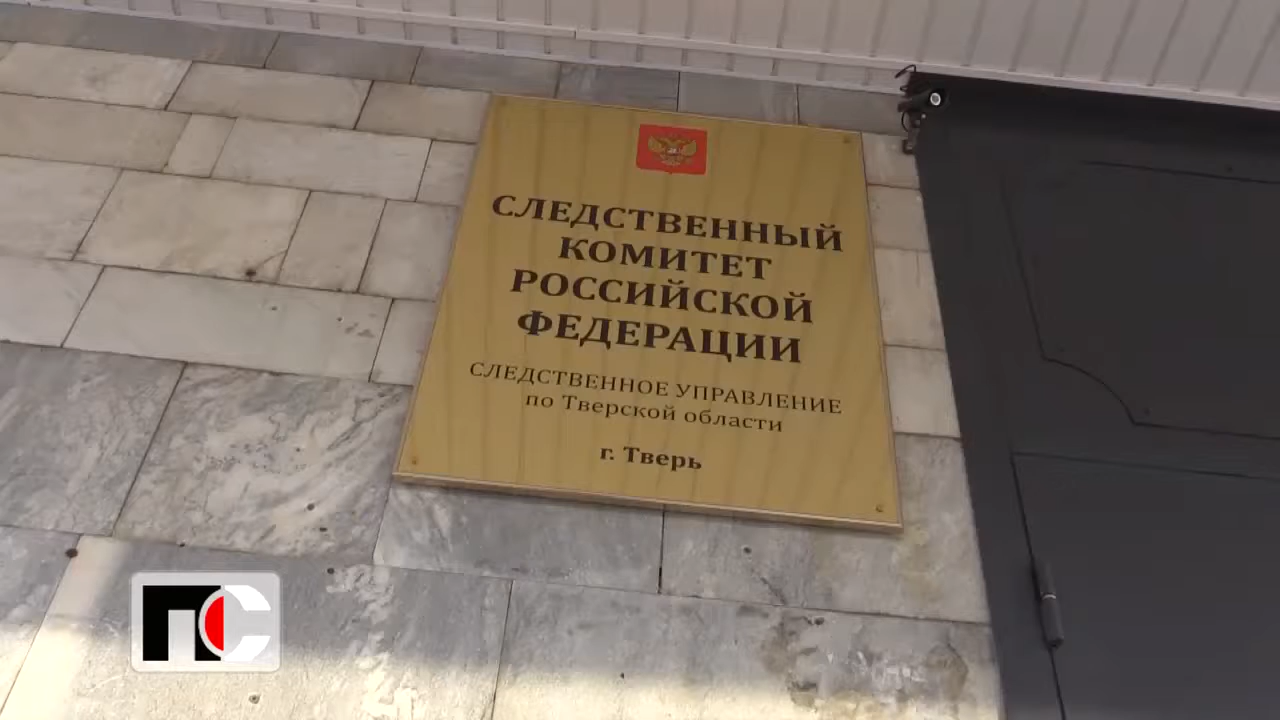 СЛЕДСТВЕННЫЙ
КОМИТЕТ
РОССИЙСКОЙ
ФЕДЕРАЦИИ
СЛЕДСТВЕННОЕ УПРАВЛЕНИЕ
по Тверской области
г. Тверь
ПС